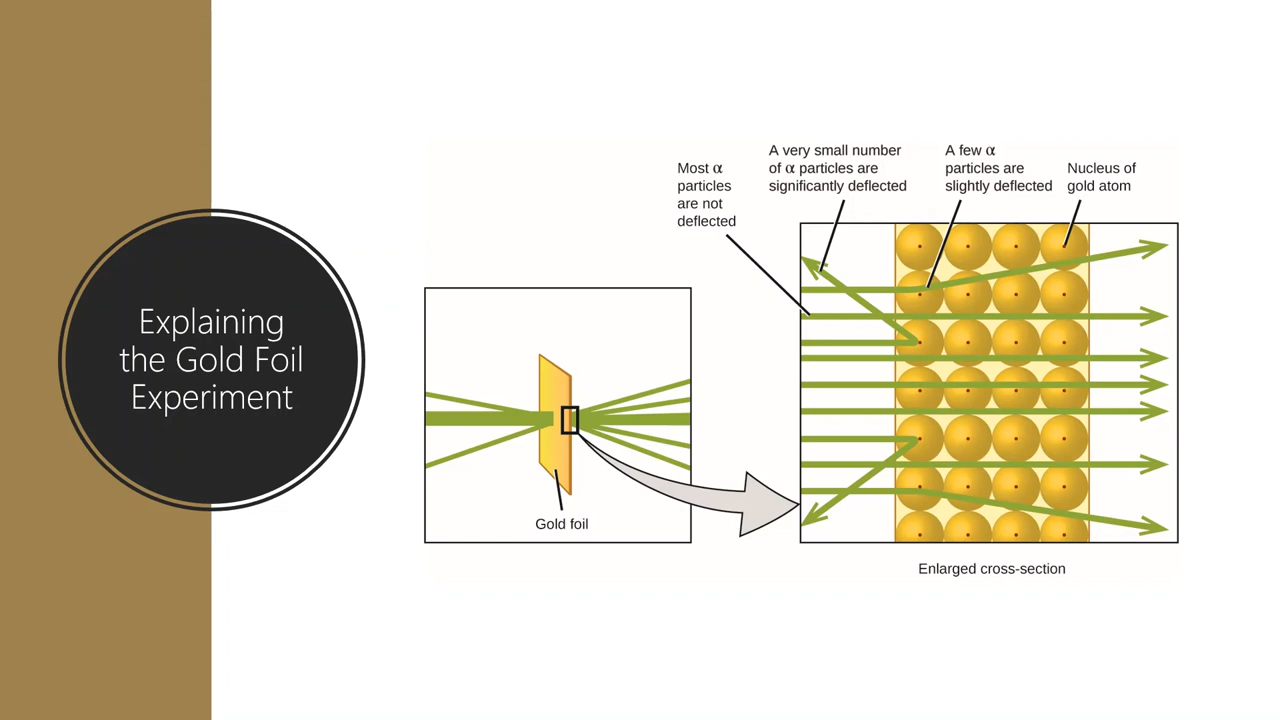 Explaining
the Gold Foil
Experiment
Most α
particles
are not
deflected
A very small number
of α particles are
significantly deflected
A few α
particles are
slightly deflected
Nucleus of
gold atom
Gold foil
Enlarged cross-section